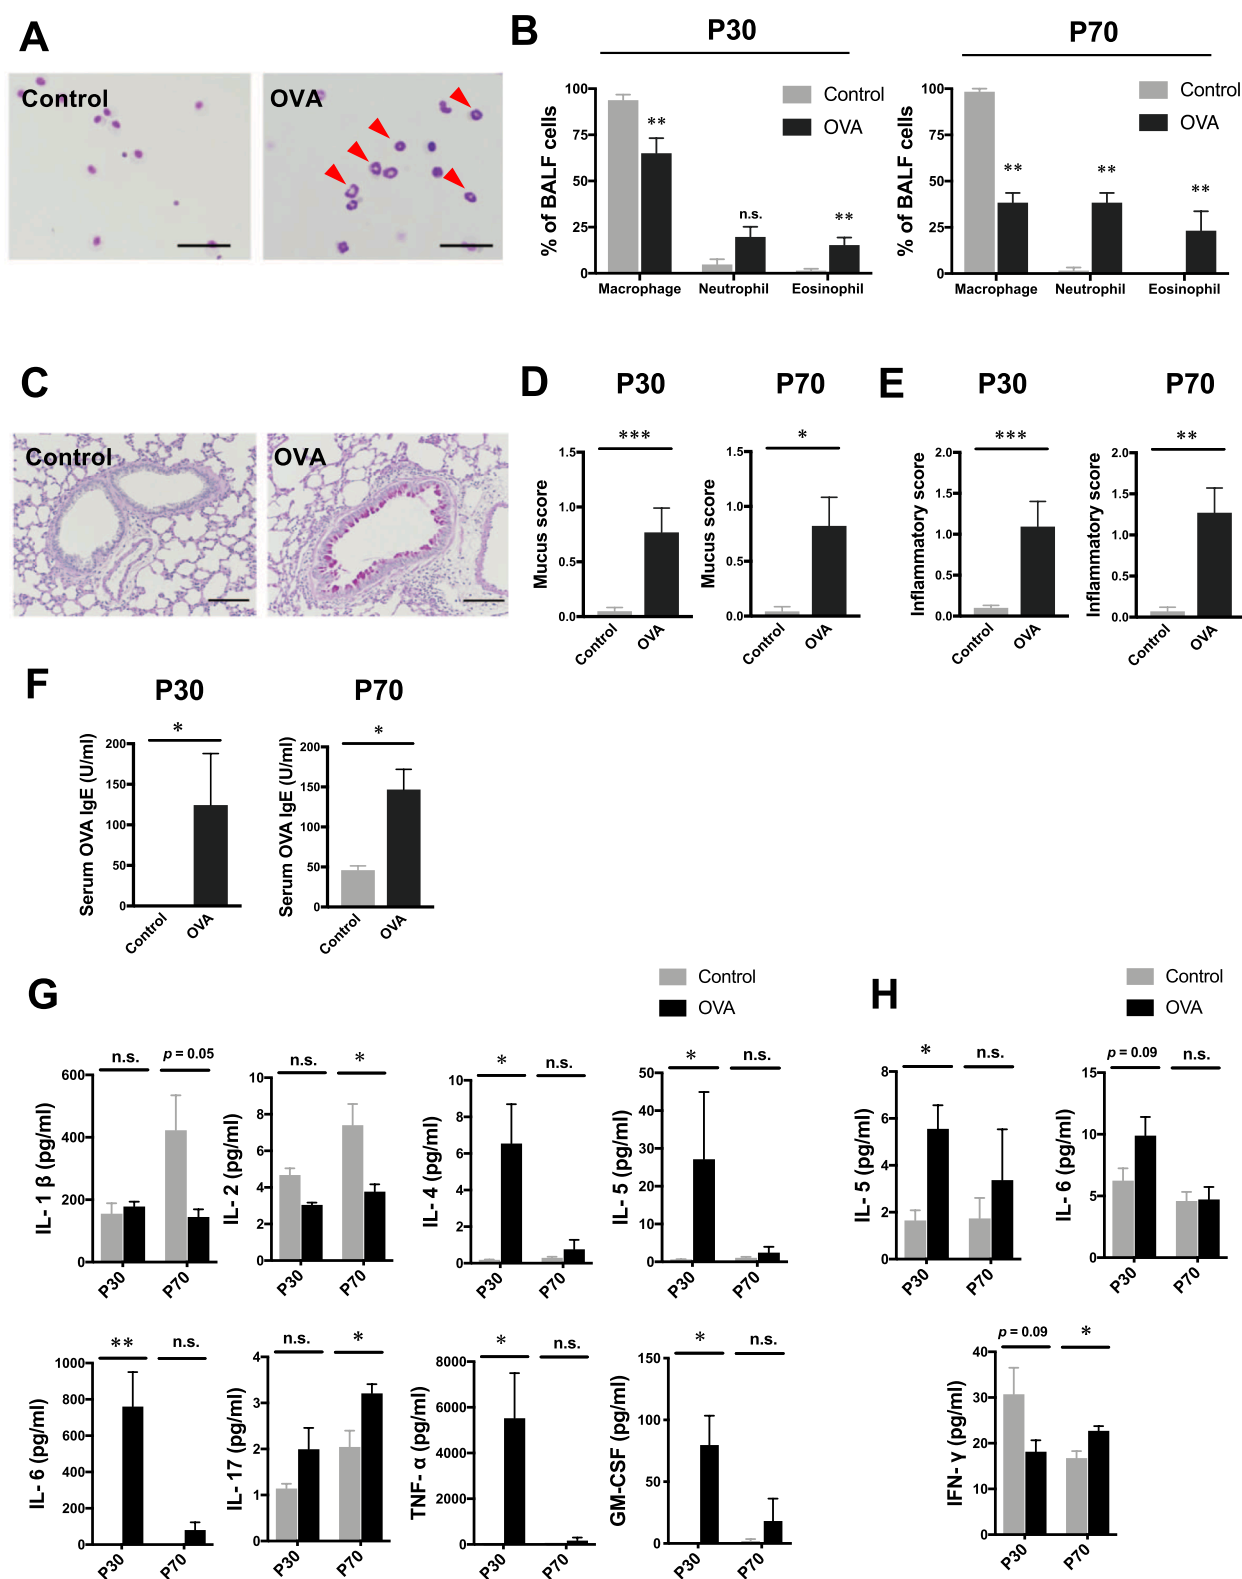 A
Control
OVA
B
P30
P70
% of BALF cells
100
75
50
25
0
**
n.s.
**
Control
OVA
Macrophage Neutrophil Eosinophil
% of BALF cells
100
75
50
25
0
**
**
**
Control
OVA
Macrophage Neutrophil Eosinophil
C
Control
OVA
D
P30
P70
***
Mucus score
1.5
1.0
0.5
0.0
Control
OVA
*
Mucus score
1.5
1.0
0.5
0.0
Control
OVA
E
P30
P70
***
Inflammatory score
2.0
1.5
1.0
0.5
0.0
Control
OVA
**
Inflammatory score
2.0
1.5
1.0
0.5
0.0
Control
OVA
F
P30
P70
*
Serum OVA IgE (U/ml)
200
150
100
50
0
Control
OVA
*
Serum OVA IgE (U/ml)
200
150
100
50
0
Control
OVA
G
Control
OVA
n.s.
p = 0.05
IL- 1 β (pg/ml)
600
400
200
0
P30
P70
n.s.
*
IL- 2 (pg/ml)
10
8
6
4
2
0
P30
P70
*
n.s.
IL- 4 (pg/ml)
10
8
6
4
2
0
P30
P70
*
n.s.
IL- 5 (pg/ml)
50
40
30
20
10
0
P30
P70
**
n.s.
IL- 6 (pg/ml)
1000
800
600
400
200
0
P30
P70
n.s.
*
IL- 17 (pg/ml)
4
3
2
1
0
P30
P70
*
n.s.
TNF- α (pg/ml)
8000
6000
4000
2000
0
P30
P70
*
n.s.
GM-CSF (pg/ml)
150
100
50
0
P30
P70
H
Control
OVA
*
n.s.
IL- 5 (pg/ml)
8
6
4
2
0
P30
P70
p = 0.09
n.s.
IL- 6 (pg/ml)
15
10
5
0
P30
P70
p = 0.09
*
IFN- γ (pg/ml)
40
30
20
10
0
P30
P70